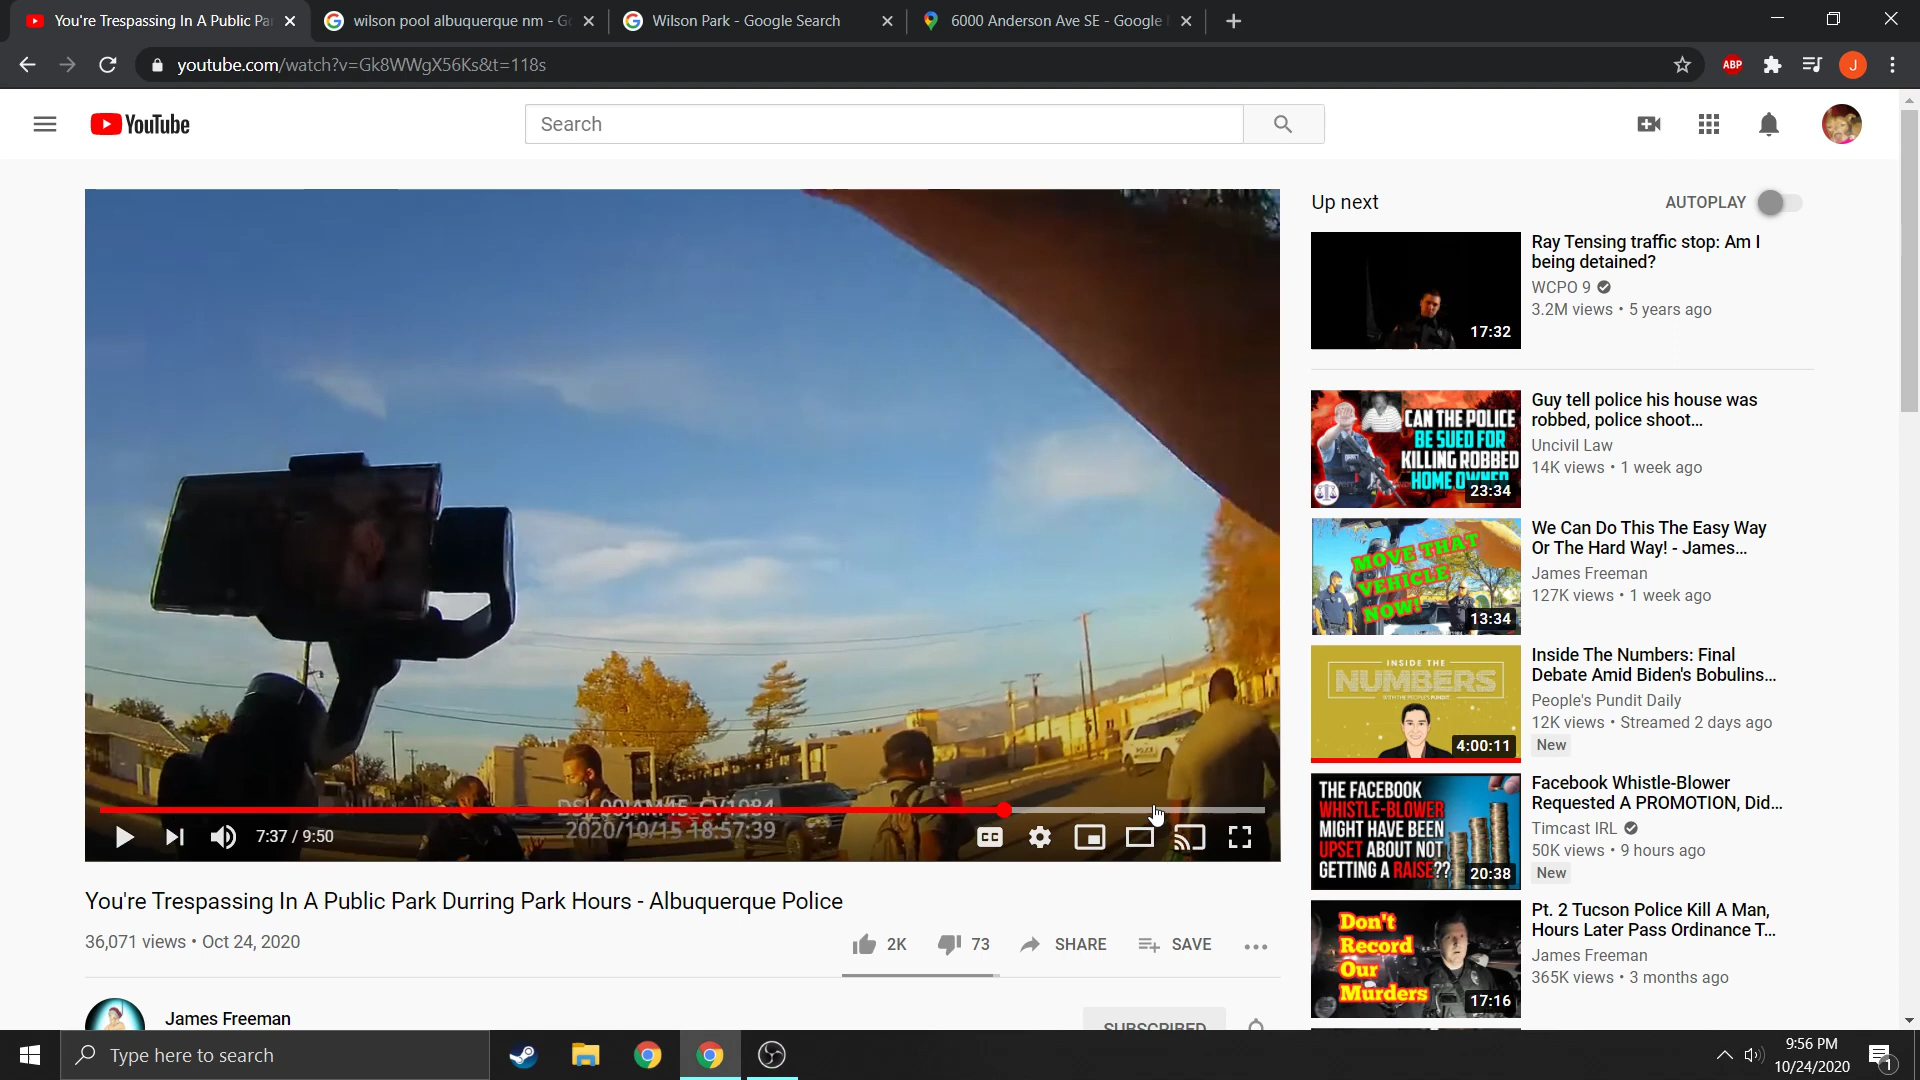 You're Trespassing In A Public Pa
wilson pool albuquerque nm - G
Wilson Park - Google Search
6000 Anderson Ave SE - Google
youtube.com/watch?v=Gk8WWgX56Ks&t=118s
ABP
J
YouTube
Search
Up next
AUTOPLAY
Ray Tensing traffic stop: Am I
being detained?
WCPO 9
3.2M views • 5 years ago
17:32
CAN THE POLICE
BE SUED FOR
KILLING ROBBED
HOME OWNER
23:34
Guy tell police his house was
robbed, police shoot...
Uncivil Law
14K views • 1 week ago
MOVE THAT
VEHICLE
NOW!
13:34
We Can Do This The Easy Way
Or The Hard Way! - James...
James Freeman
127K views • 1 week ago
INSIDE THE
NUMBERS
4:00:11
Inside The Numbers: Final
Debate Amid Biden's Bobulins...
People's Pundit Daily
12K views • Streamed 2 days ago
New
THE FACEBOOK
WHISTLE-BLOWER
MIGHT HAVE BEEN
UPSET ABOUT NOT
GETTING A RAISE??
20:38
Facebook Whistle-Blower
Requested A PROMOTION, Did...
Timcast IRL
50K views • 9 hours ago
New
Don't
Record
Our
Murders
17:16
Pt. 2 Tucson Police Kill A Man,
Hours Later Pass Ordinance T...
James Freeman
365K views • 3 months ago
2020/10/15 18:57:39
7:37 / 9:50
CC
You're Trespassing In A Public Park Durring Park Hours - Albuquerque Police
36,071 views • Oct 24, 2020
2K
73
SHARE
SAVE
James Freeman
SUBSCRIBED
Type here to search
9:56 PM
10/24/2020
1